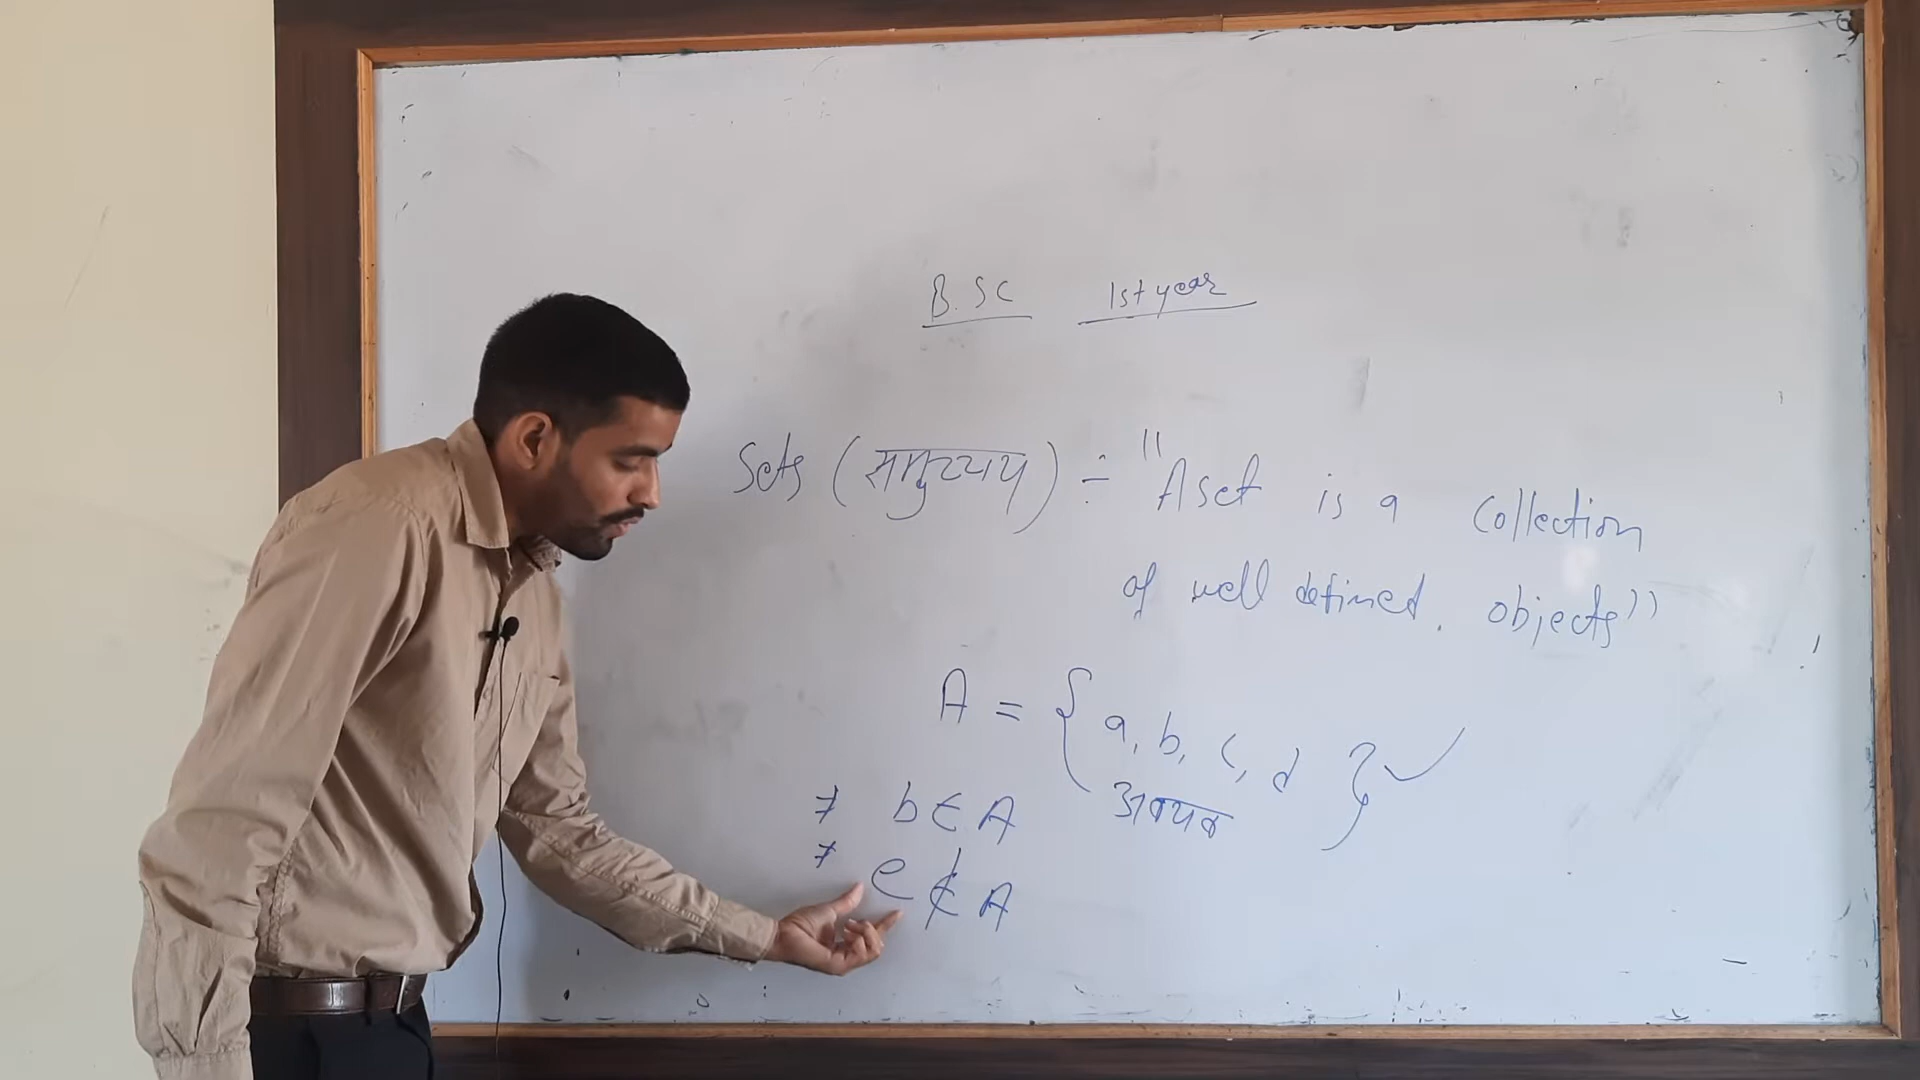 B.SC 1st year
Sets (समुच्चय) ÷ "A set is a collection
of well defined. objects"
A = { a, b, c, d } ✓
अवयव
* b ∈ A
* e ∉ A